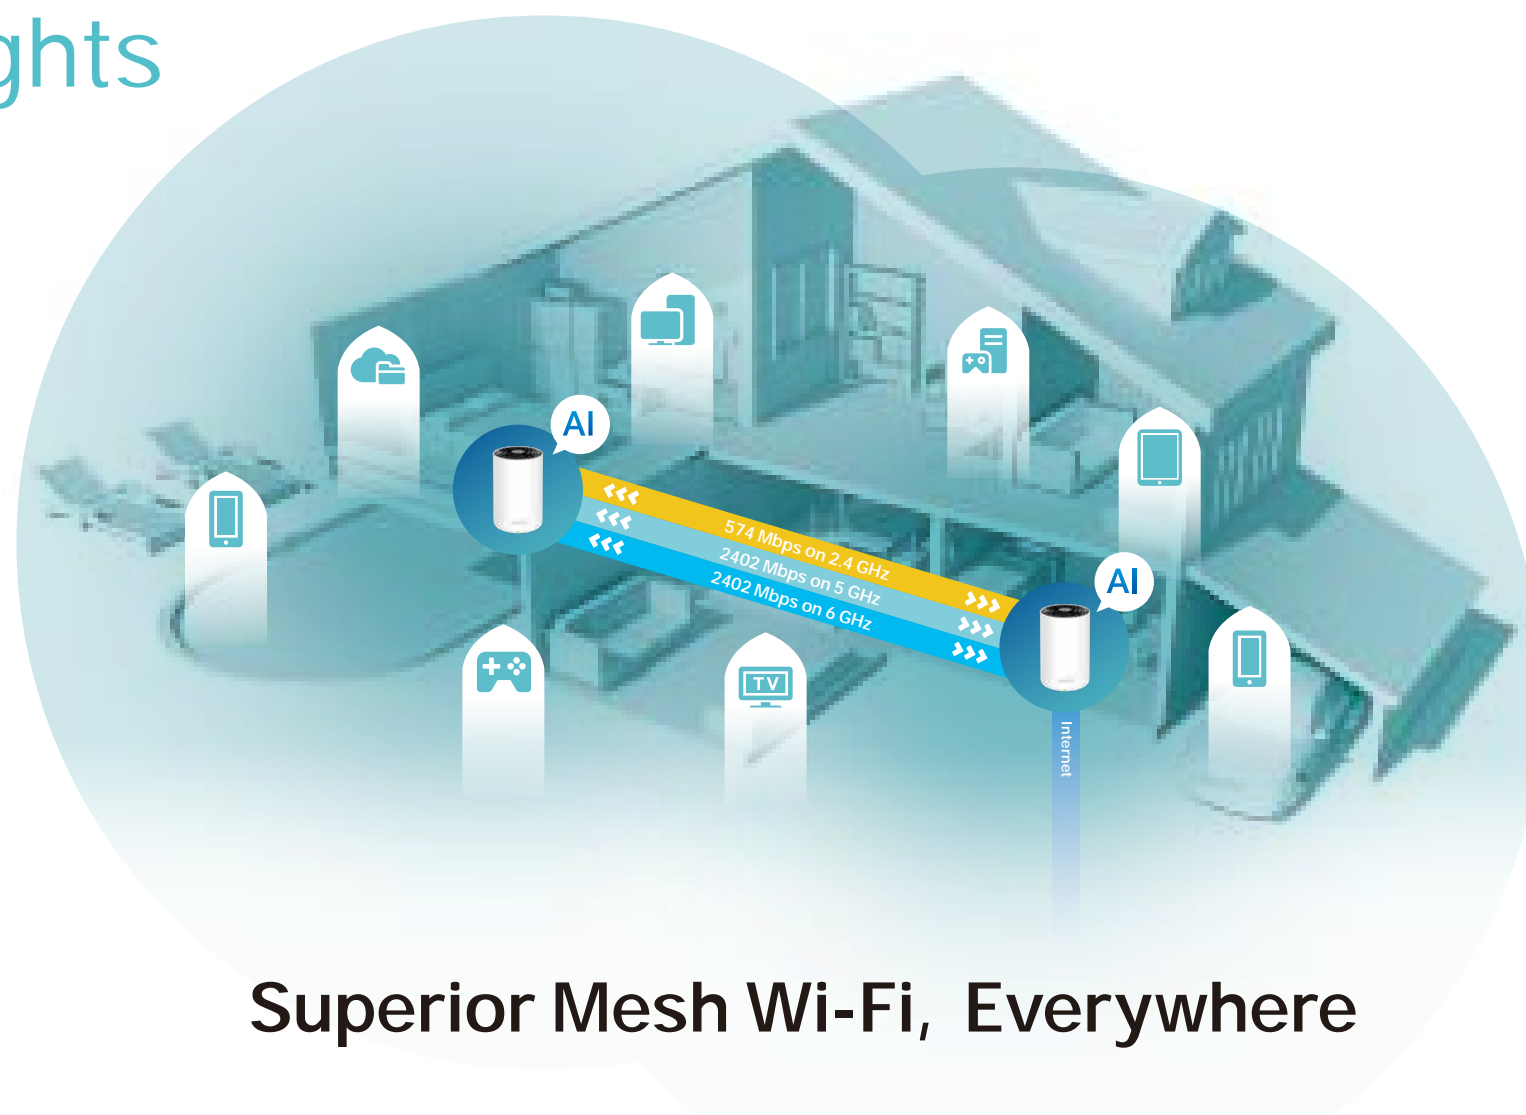 ghts
AI
574 Mbps on 2.4 GHz
2402 Mbps on 5 GHz
2402 Mbps on 6 GHz
AI
TV
Internet
Superior Mesh Wi-Fi, Everywhere